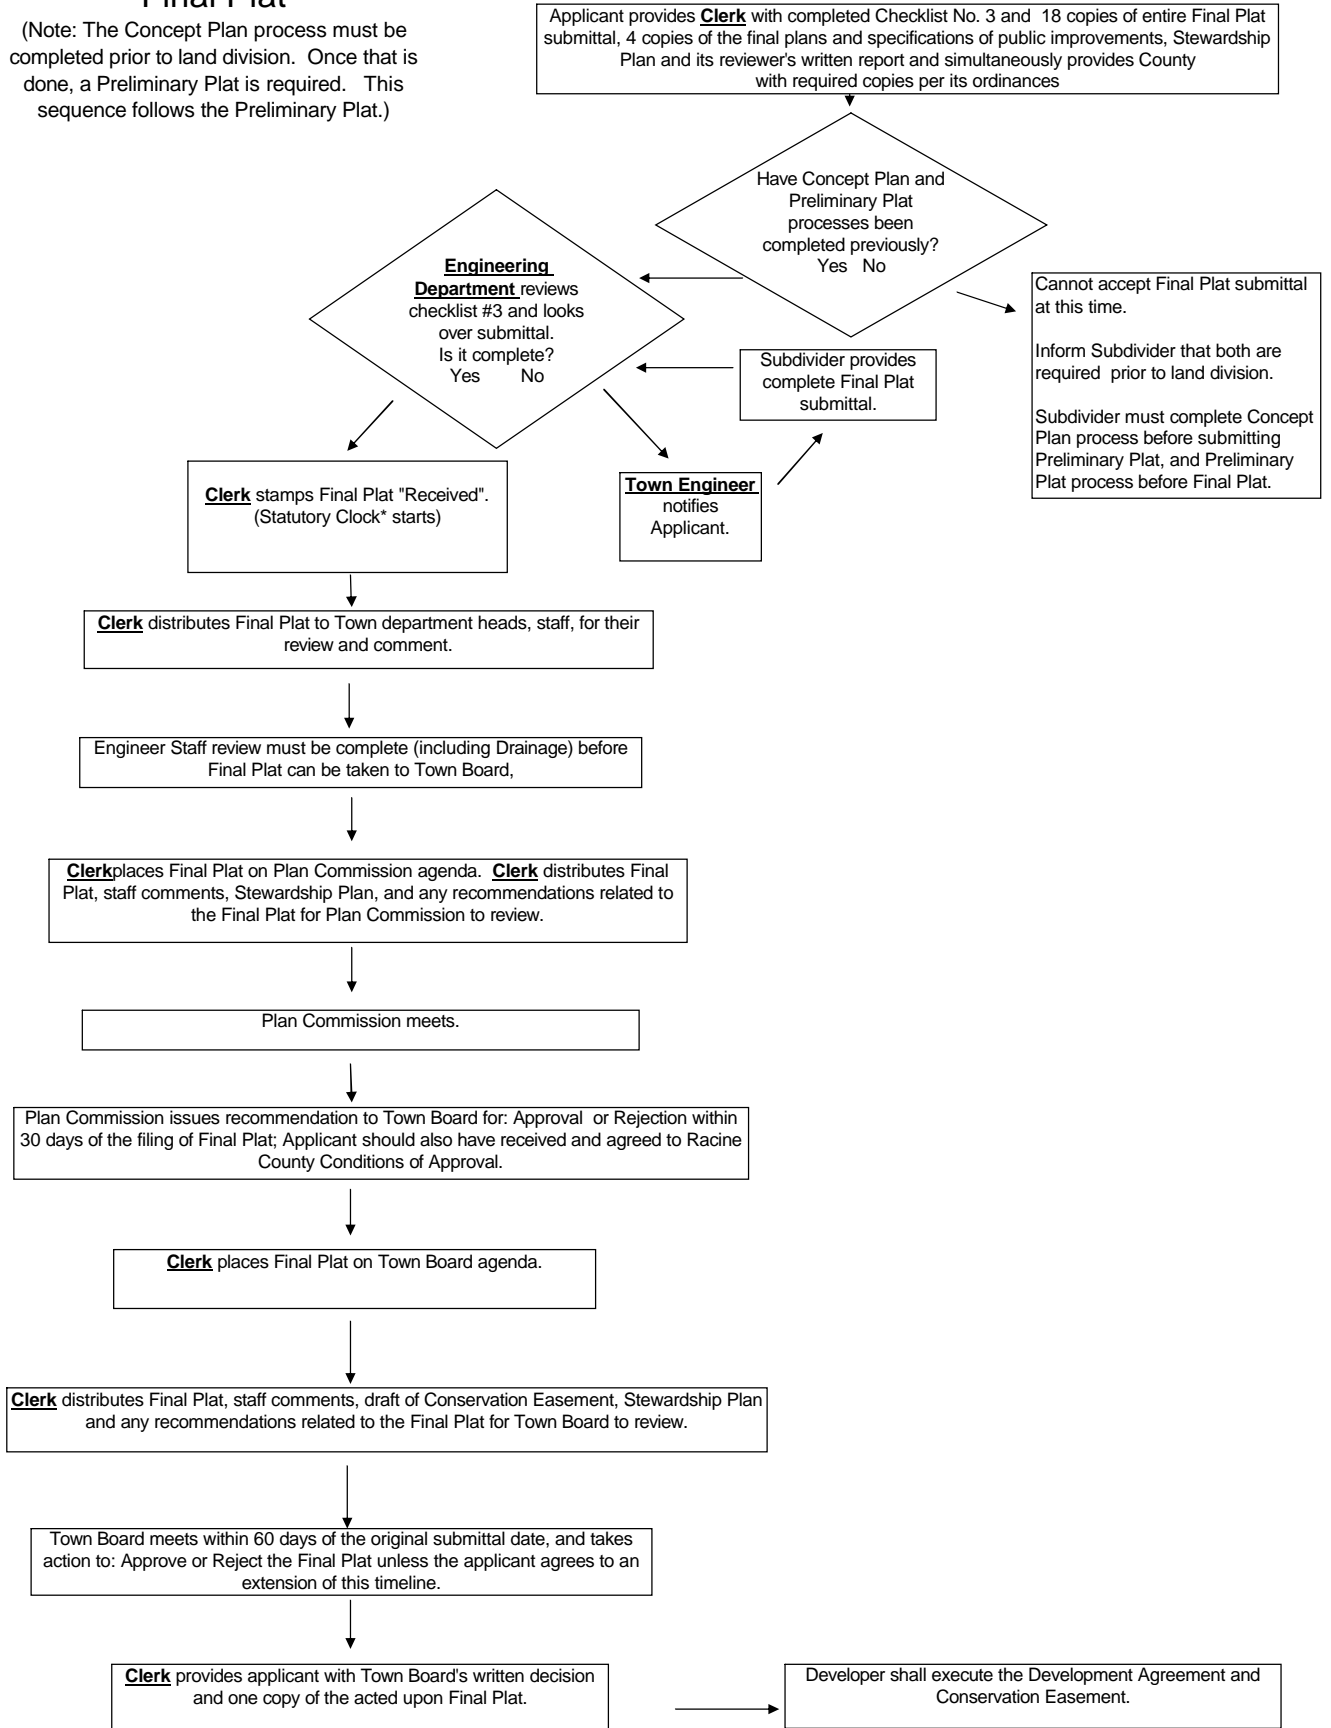 Final Plat
(Note: The Concept Plan process must be
completed prior to land division. Once that is
done, a Preliminary Plat is required. This
sequence follows the Preliminary Plat.)
Applicant provides Clerk with completed Checklist No. 3 and 18 copies of entire Final Plat
submittal, 4 copies of the final plans and specifications of public improvements, Stewardship
Plan and its reviewer's written report and simultaneously provides County
with required copies per its ordinances
Have Concept Plan and
Preliminary Plat
processes been
completed previously?
Yes No
Engineering
Department reviews
checklist #3 and looks
over submittal.
Is it complete?
Yes No
Cannot accept Final Plat submittal
at this time.
Inform Subdivider that both are
required prior to land division.
Subdivider must complete Concept
Plan process before submitting
Preliminary Plat, and Preliminary
Plat process before Final Plat.
Subdivider provides
complete Final Plat
submittal.
Town Engineer
notifies
Applicant.
Clerk stamps Final Plat "Received".
(Statutory Clock* starts)
Clerk distributes Final Plat to Town department heads, staff, for their
review and comment.
Engineer Staff review must be complete (including Drainage) before
Final Plat can be taken to Town Board,
Clerkplaces Final Plat on Plan Commission agenda. Clerk distributes Final
Plat, staff comments, Stewardship Plan, and any recommendations related to
the Final Plat for Plan Commission to review.
Plan Commission meets.
Plan Commission issues recommendation to Town Board for: Approval or Rejection within
30 days of the filing of Final Plat; Applicant should also have received and agreed to Racine
County Conditions of Approval.
Clerk places Final Plat on Town Board agenda.
Clerk distributes Final Plat, staff comments, draft of Conservation Easement, Stewardship Plan
and any recommendations related to the Final Plat for Town Board to review.
Town Board meets within 60 days of the original submittal date, and takes
action to: Approve or Reject the Final Plat unless the applicant agrees to an
extension of this timeline.
Clerk provides applicant with Town Board's written decision
and one copy of the acted upon Final Plat.
Developer shall execute the Development Agreement and
Conservation Easement.